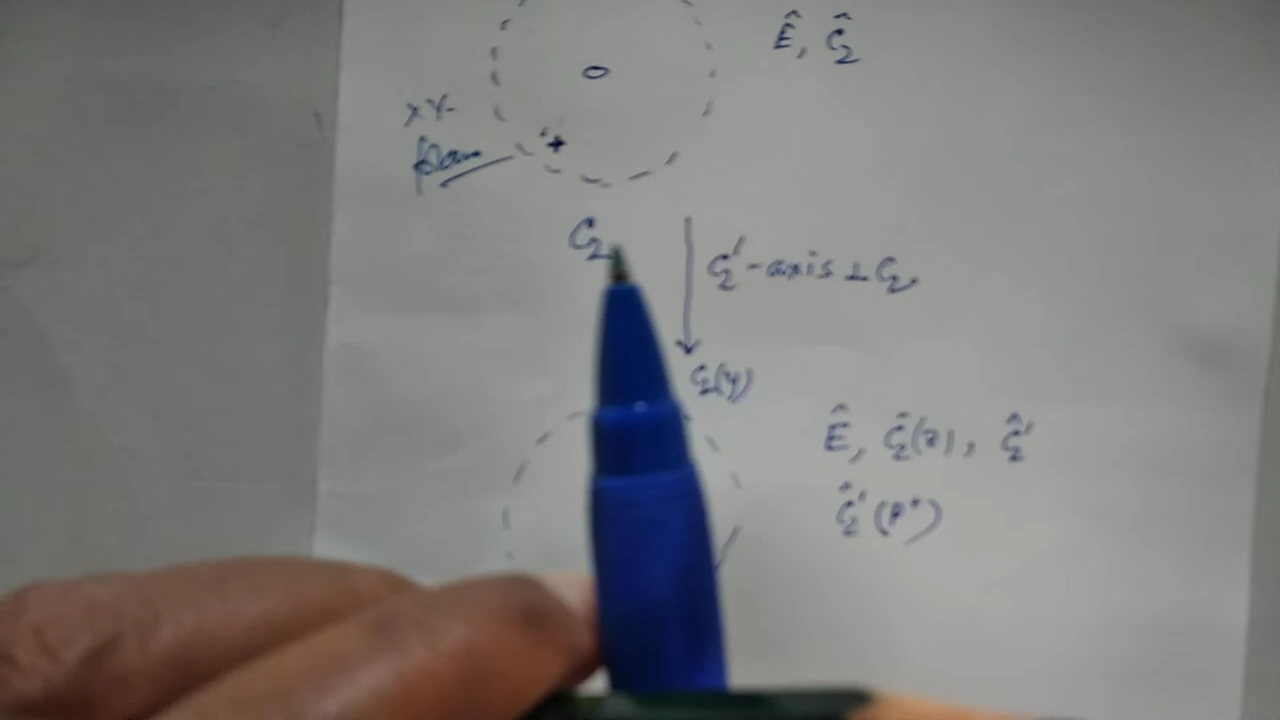 Ê, Ĉ₂
XY-
plane
C₂
C₂'-axis ⊥ C₂
C₂(y)
Ê, Ĉ₂(z), Ĉ₂'
Ĉ₂'(P")